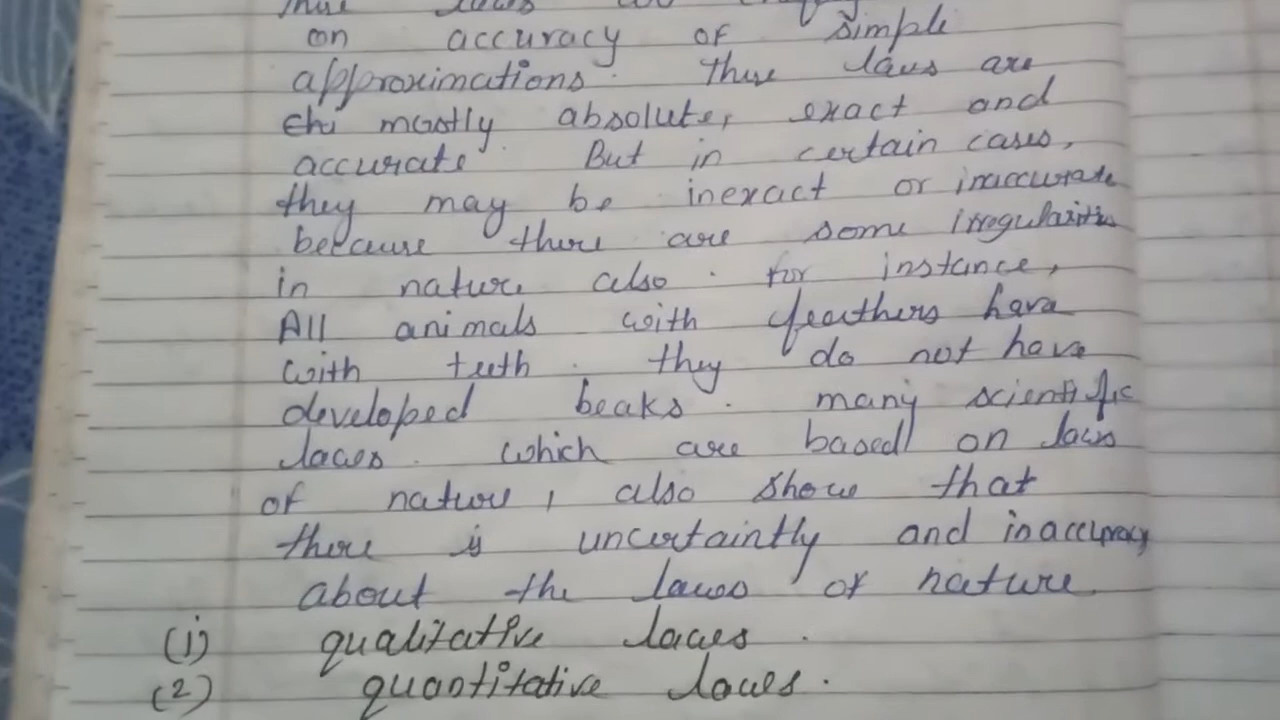 on accuracy of simple
approximations. These laws are
mostly absolute, exact and
accurate. But in certain cases,
they may be inexact or inaccurate
because there are some irregularities
in nature also. for instance,
All animals with feathers have
with teeth. they do not have
developed beaks. many scientific
laws. which are based on laws
of nature, also show that
there is uncertaintly and inaccuracy
about the laws of nature.
(1) qualitative laws.
(2) quantitative laws.